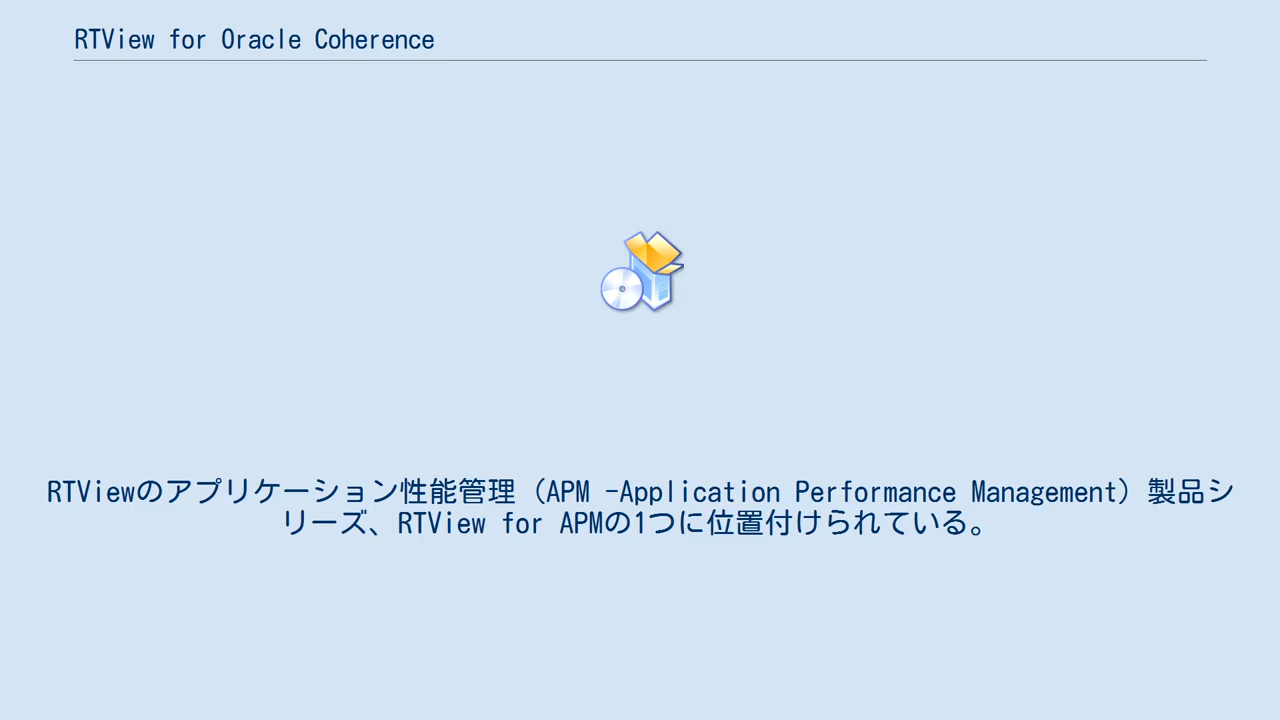 RTView for Oracle Coherence
RTViewのアプリケーション性能管理（APM -Application Performance Management）製品シ
リーズ、RTView for APMの1つに位置付けられている。